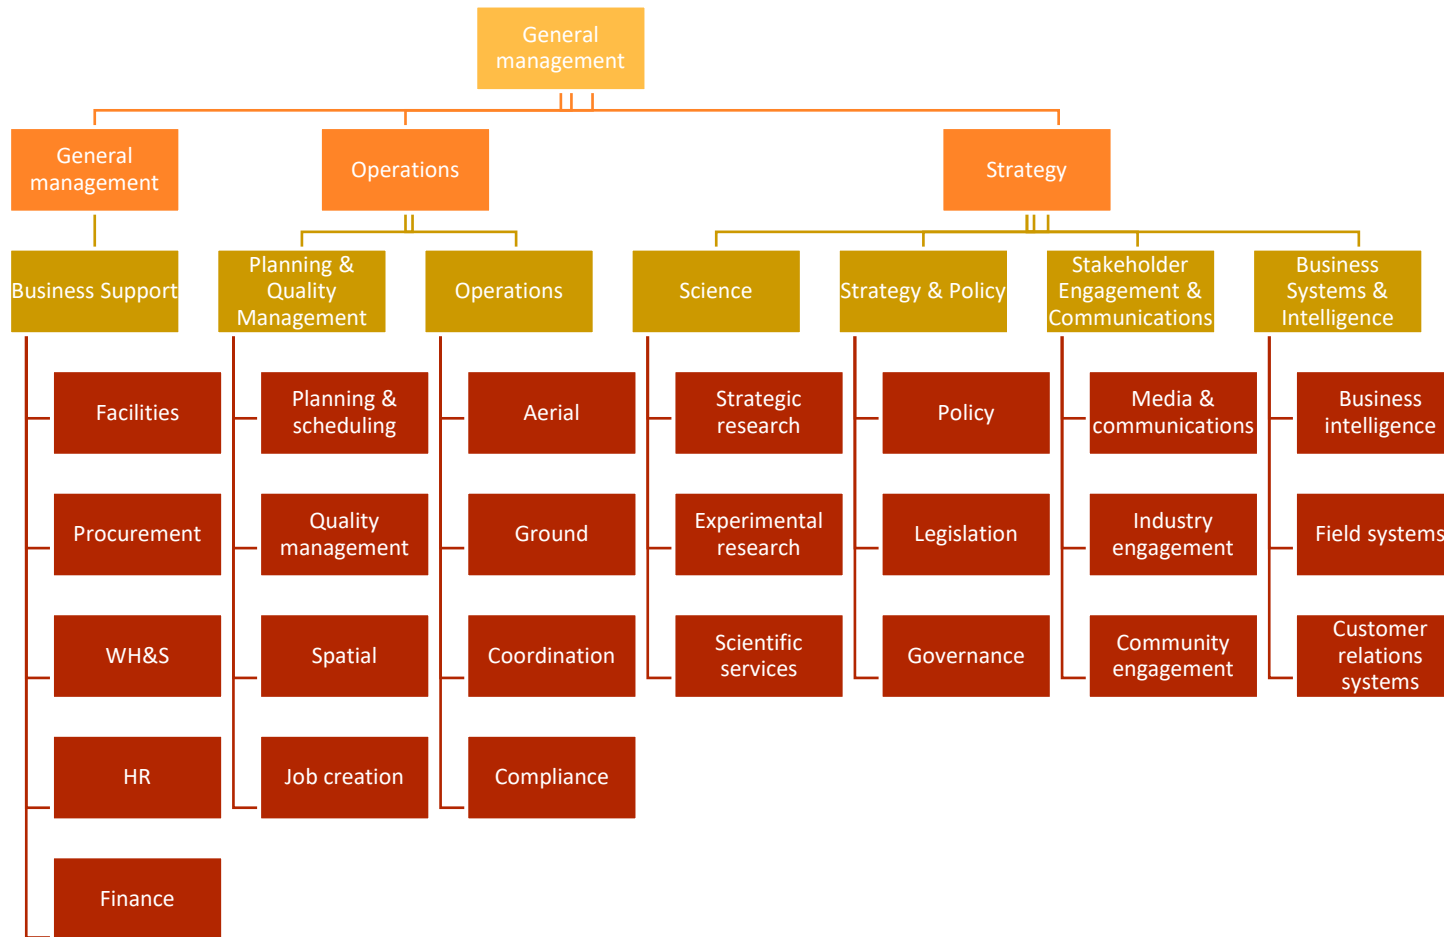 General
management
General
management
Operations
Strategy
Business Support
Planning &
Quality
Management
Operations
Science
Strategy & Policy
Stakeholder
Engagement &
Communications
Business
Systems &
Intelligence
Facilities
Planning &
scheduling
Aerial
Strategic
research
Policy
Media &
communications
Business
intelligence
Procurement
Quality
management
Ground
Experimental
research
Legislation
Industry
engagement
Field systems
WH&S
Spatial
Coordination
Scientific
services
Governance
Community
engagement
Customer
relations
systems
HR
Job creation
Compliance
Finance